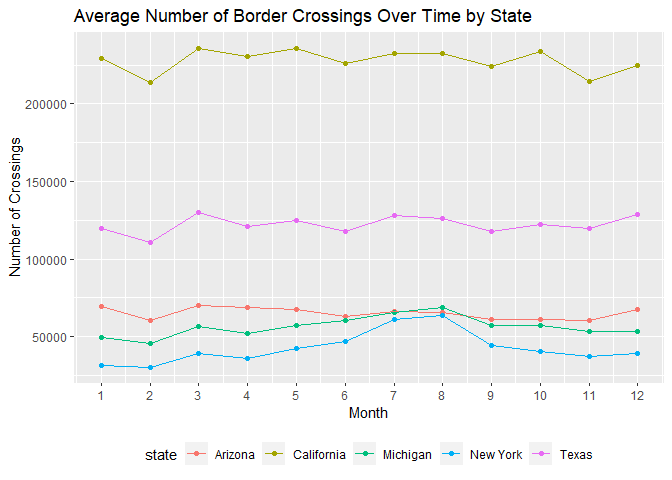 Average Number of Border Crossings Over Time by State
Number of Crossings
200000
150000
100000
50000
1 2 3 4 5 6 7 8 9 10 11 12
Month
state Arizona California Michigan New York Texas